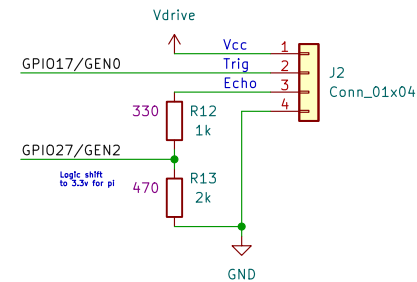 Vdrive
Vcc 1
GPIO17/GEN0 Trig 2 J2
Echo 3 Conn_01x04
330 R12 4
1k
GPIO27/GEN2
Logic shift
to 3.3v for pi
470 R13
2k
GND